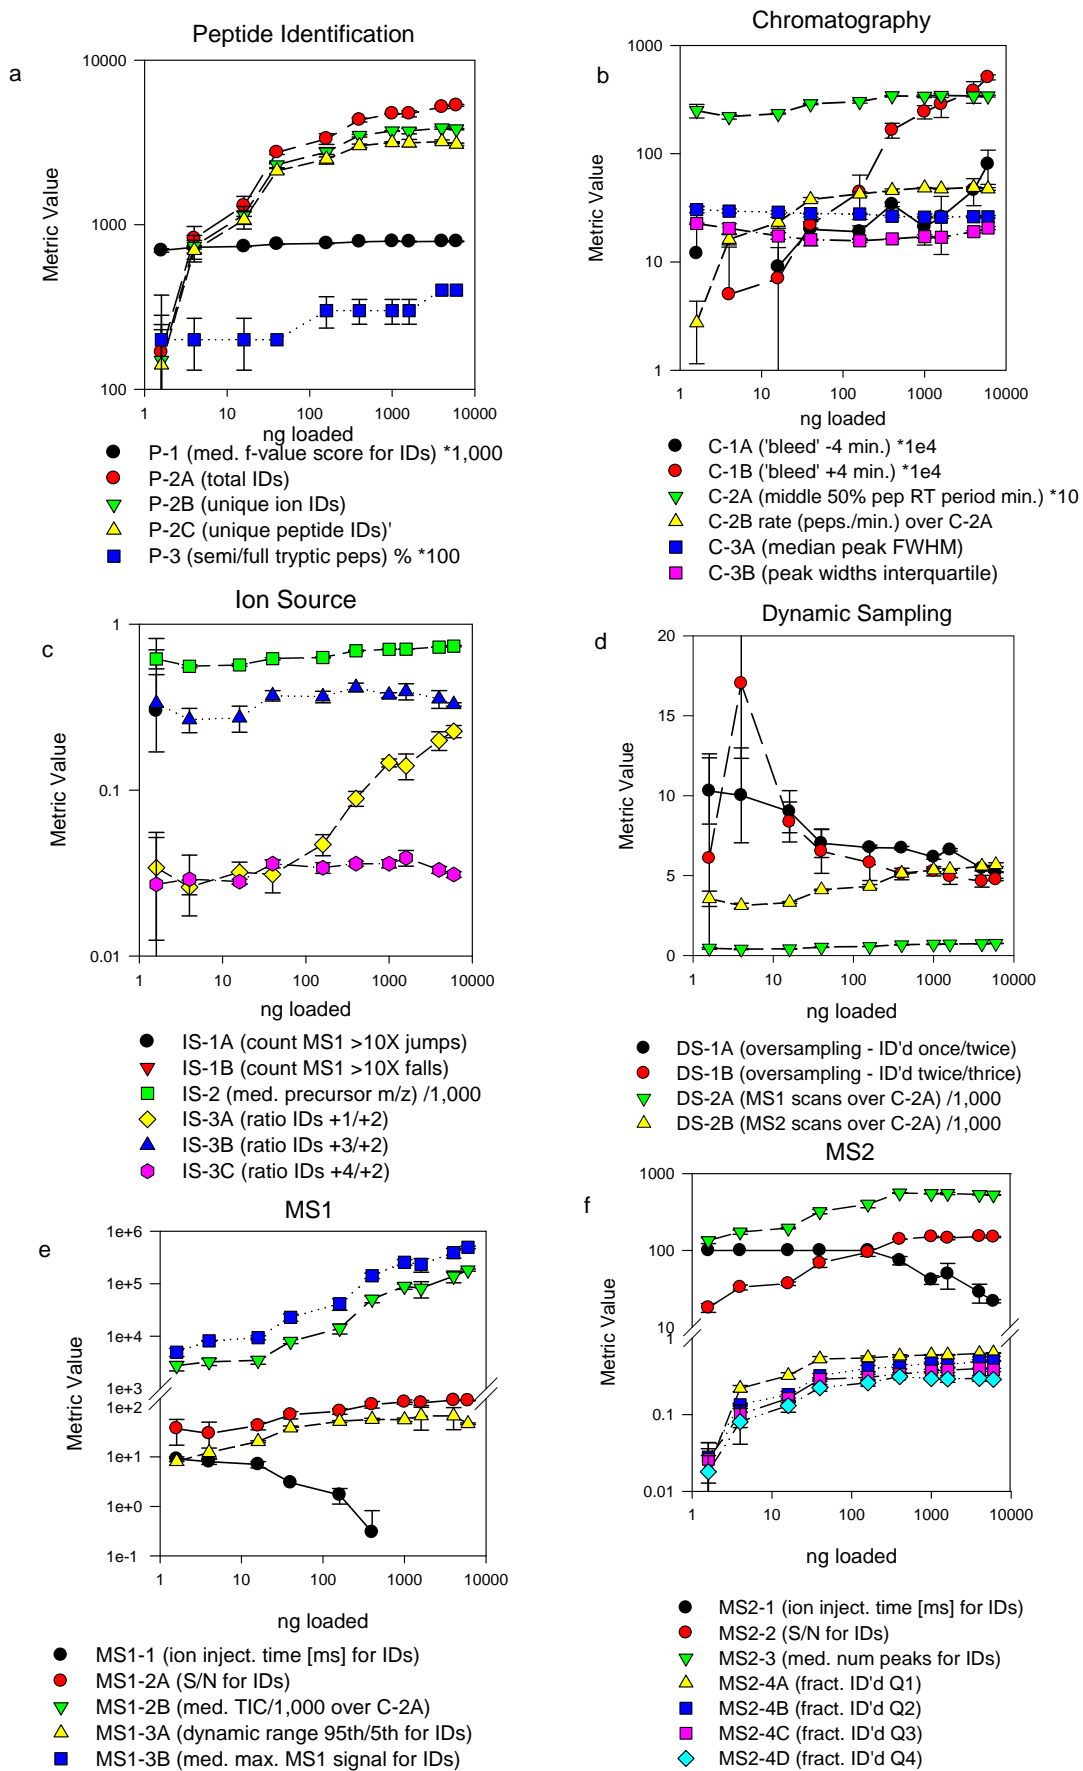 Peptide Identification
a
10000
1000
100
Metric Value
1
10
100
1000
10000
ng loaded
P-1 (med. f-value score for IDs) *1,000
P-2A (total IDs)
P-2B (unique ion IDs)
P-2C (unique peptide IDs)'
P-3 (semi/full tryptic peps) % *100
Chromatography
b
1000
100
10
1
Metric Value
1
10
100
1000
10000
ng loaded
C-1A ('bleed' -4 min.) *1e4
C-1B ('bleed' +4 min.) *1e4
C-2A (middle 50% pep RT period min.) *10
C-2B rate (peps./min.) over C-2A
C-3A (median peak FWHM)
C-3B (peak widths interquartile)
Ion Source
c
1
0.1
0.01
Metric Value
1
10
100
1000
10000
ng loaded
IS-1A (count MS1 >10X jumps)
IS-1B (count MS1 >10X falls)
IS-2 (med. precursor m/z) /1,000
IS-3A (ratio IDs +1/+2)
IS-3B (ratio IDs +3/+2)
IS-3C (ratio IDs +4/+2)
Dynamic Sampling
d
20
15
10
5
0
Metric Value
1
10
100
1000
10000
ng loaded
DS-1A (oversampling - ID'd once/twice)
DS-1B (oversampling - ID'd twice/thrice)
DS-2A (MS1 scans over C-2A) /1,000
DS-2B (MS2 scans over C-2A) /1,000
MS1
e
1e+6
1e+5
1e+4
1e+3
1e+2
1e+1
1e+0
1e-1
Metric Value
1
10
100
1000
10000
ng loaded
MS1-1 (ion inject. time [ms] for IDs)
MS1-2A (S/N for IDs)
MS1-2B (med. TIC/1,000 over C-2A)
MS1-3A (dynamic range 95th/5th for IDs)
MS1-3B (med. max. MS1 signal for IDs)
MS2
f
1000
100
10
1
0.1
0.01
Metric Value
1
10
100
1000
10000
ng loaded
MS2-1 (ion inject. time [ms] for IDs)
MS2-2 (S/N for IDs)
MS2-3 (med. num peaks for IDs)
MS2-4A (fract. ID'd Q1)
MS2-4B (fract. ID'd Q2)
MS2-4C (fract. ID'd Q3)
MS2-4D (fract. ID'd Q4)